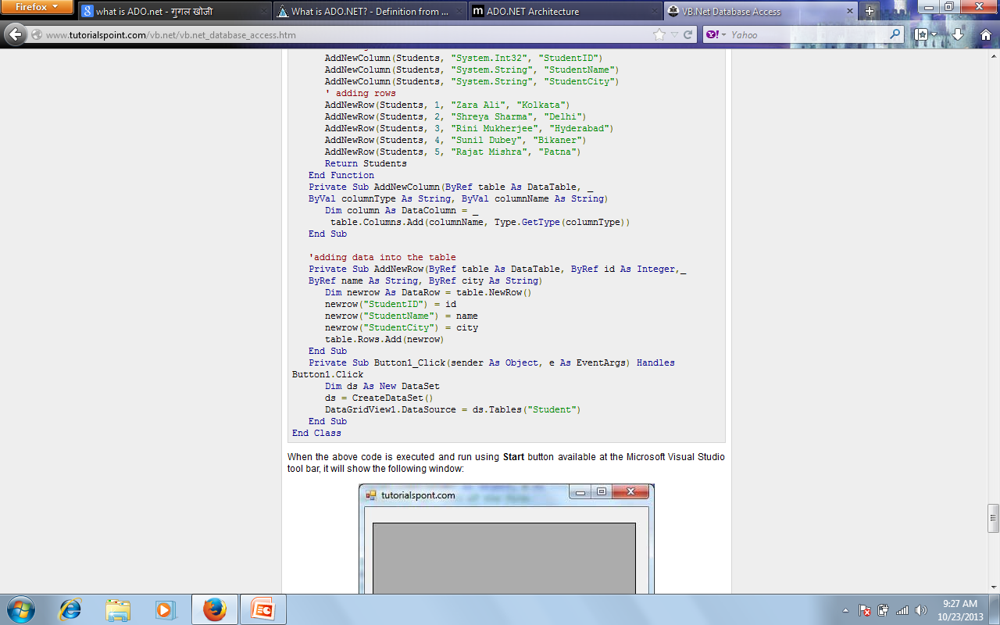 Firefox
what is ADO.net - गुगल खोजी
What is ADO.NET? - Definition from ...
ADO.NET Architecture
VB.Net Database Access
www.tutorialspoint.com/vb.net/vb.net_database_access.htm
Yahoo
AddNewColumn(Students, "System.Int32", "StudentID")
AddNewColumn(Students, "System.String", "StudentName")
AddNewColumn(Students, "System.String", "StudentCity")
' adding rows
AddNewRow(Students, 1, "Zara Ali", "Kolkata")
AddNewRow(Students, 2, "Shreya Sharma", "Delhi")
AddNewRow(Students, 3, "Rini Mukherjee", "Hyderabad")
AddNewRow(Students, 4, "Sunil Dubey", "Bikaner")
AddNewRow(Students, 5, "Rajat Mishra", "Patna")
Return Students
End Function
Private Sub AddNewColumn(ByRef table As DataTable, _
ByVal columnType As String, ByVal columnName As String)
Dim column As DataColumn = _
table.Columns.Add(columnName, Type.GetType(columnType))
End Sub
'adding data into the table
Private Sub AddNewRow(ByRef table As DataTable, ByRef id As Integer,_
ByRef name As String, ByRef city As String)
Dim newrow As DataRow = table.NewRow()
newrow("StudentID") = id
newrow("StudentName") = name
newrow("StudentCity") = city
table.Rows.Add(newrow)
End Sub
Private Sub Button1_Click(sender As Object, e As EventArgs) Handles
Button1.Click
Dim ds As New DataSet
ds = CreateDataSet()
DataGridView1.DataSource = ds.Tables("Student")
End Sub
End Class
When the above code is executed and run using Start button available at the Microsoft Visual Studio
tool bar, it will show the following window:
tutorialspont.com
9:27 AM
10/23/2013